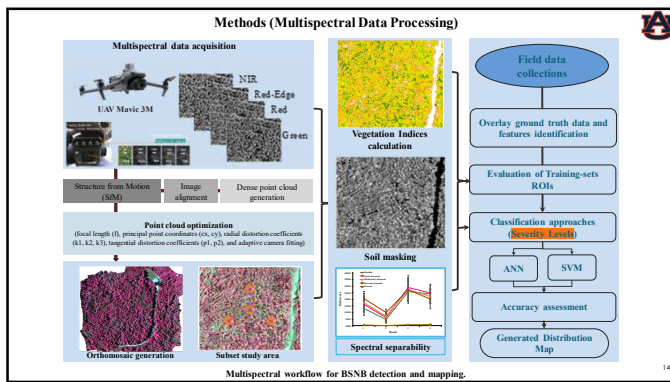 Methods (Multispectral Data Processing)
AU
Multispectral data acquisition
NIR
Red-Edge
Red
Green
UAV Mavic 3M
Structure from Motion
(SfM)
Image
alignment
Dense point cloud
generation
Point cloud optimization
(focal length (f), principal point coordinates (cx, cy), radial distortion coefficients
(k1, k2, k3), tangential distortion coefficients (p1, p2), and adaptive camera fitting)
Orthomosaic generation
Subset study area
Vegetation Indices
calculation
Soil masking
Spectral separability
Field data
collections
Overlay ground truth data and
features identification
Evaluation of Training-sets
ROIs
Classification approaches
(Severity Levels)
ANN
SVM
Accuracy assessment
Generated Distribution
Map
Multispectral workflow for BSNB detection and mapping.
14